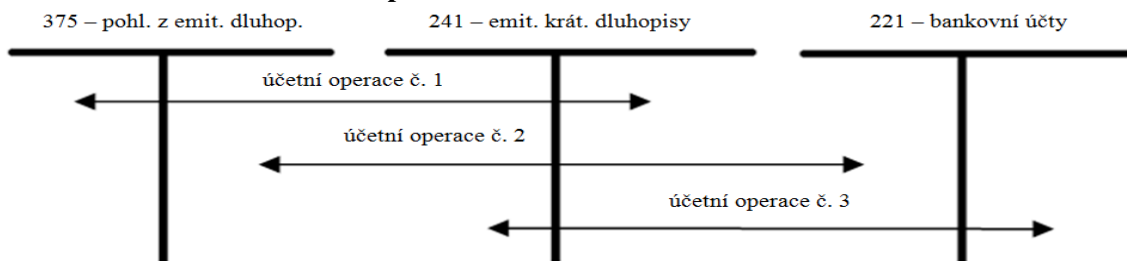 375 – pohl. z emit. dluhop.
241 – emit. krát. dluhopisy
221 – bankovní účty
účetní operace č. 1
účetní operace č. 2
účetní operace č. 3